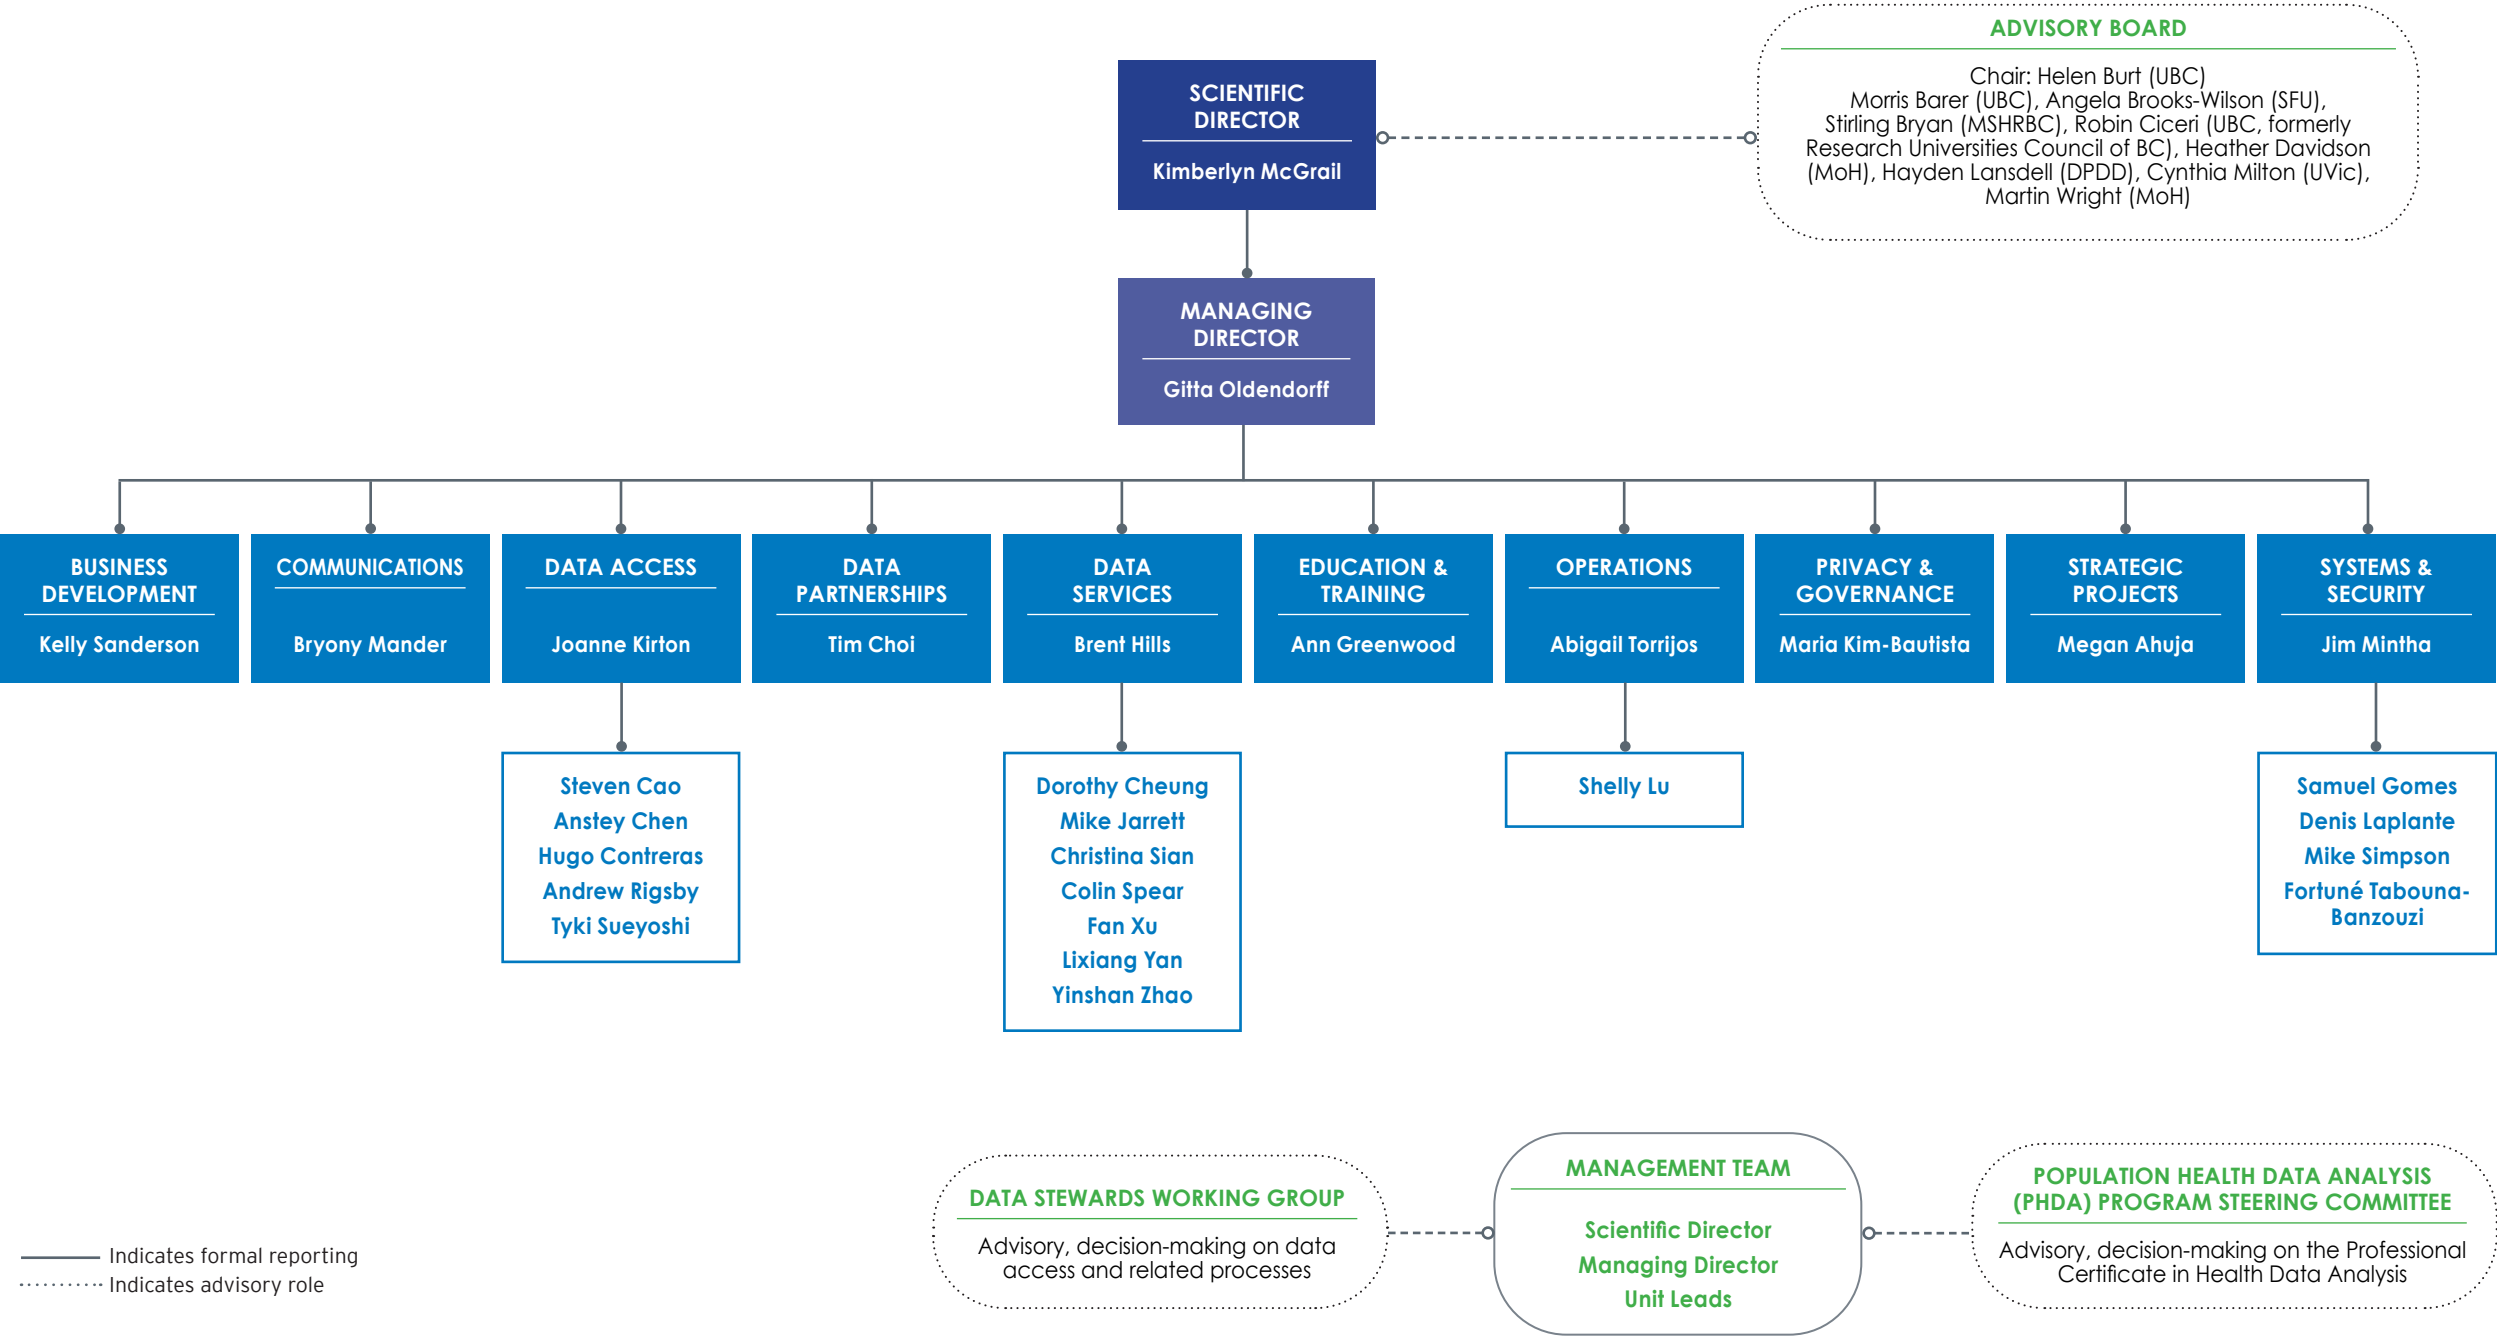 ADVISORY BOARD
Chair: Helen Burt (UBC)
Morris Barer (UBC), Angela Brooks-Wilson (SFU),
Stirling Bryan (MSHRBC), Robin Ciceri (UBC, formerly
Research Universities Council of BC), Heather Davidson
(MoH), Hayden Lansdell (DPDD), Cynthia Milton (UVic),
Martin Wright (MoH)
SCIENTIFIC
DIRECTOR
Kimberlyn McGrail
MANAGING
DIRECTOR
Gitta Oldendorff
BUSINESS
DEVELOPMENT
Kelly Sanderson
COMMUNICATIONS
Bryony Mander
DATA ACCESS
Joanne Kirton
DATA
PARTNERSHIPS
Tim Choi
DATA
SERVICES
Brent Hills
EDUCATION &
TRAINING
Ann Greenwood
OPERATIONS
Abigail Torrijos
PRIVACY &
GOVERNANCE
Maria Kim-Bautista
STRATEGIC
PROJECTS
Megan Ahuja
SYSTEMS &
SECURITY
Jim Mintha
Steven Cao
Anstey Chen
Hugo Contreras
Andrew Rigsby
Tyki Sueyoshi
Dorothy Cheung
Mike Jarrett
Christina Sian
Colin Spear
Fan Xu
Lixiang Yan
Yinshan Zhao
Shelly Lu
Samuel Gomes
Denis Laplante
Mike Simpson
Fortuné Tabouna-
Banzouzi
Indicates formal reporting
Indicates advisory role
DATA STEWARDS WORKING GROUP
Advisory, decision-making on data
access and related processes
MANAGEMENT TEAM
Scientific Director
Managing Director
Unit Leads
POPULATION HEALTH DATA ANALYSIS
(PHDA) PROGRAM STEERING COMMITTEE
Advisory, decision-making on the Professional
Certificate in Health Data Analysis